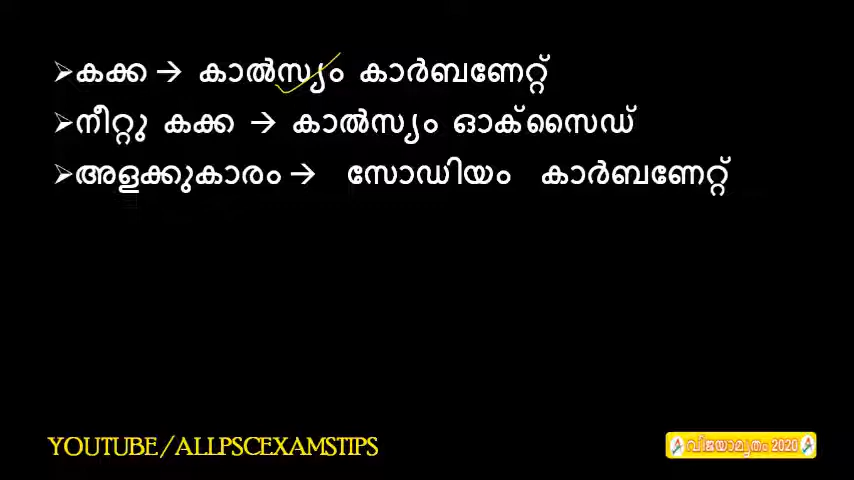 ➢കക്ക → കാൽസ്യം കാർബണേറ്റ്
➢നീറ്റു കക്ക → കാൽസ്യം ഓക്സൈഡ്
➢അളക്കുകാരം → സോഡിയം കാർബണേറ്റ്
YOUTUBE/ALLPSCEXAMSTIPS
വിജയാമൃതം 2020